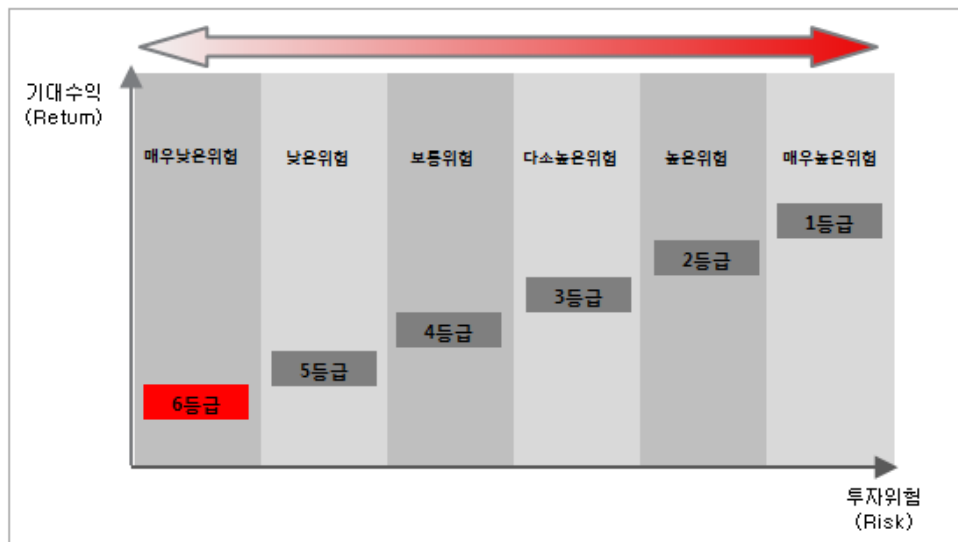 기대수익
(Return)
매우낮은위험
낮은위험
보통위험
다소높은위험
높은위험
매우높은위험
1등급
2등급
3등급
4등급
5등급
6등급
투자위험
(Risk)